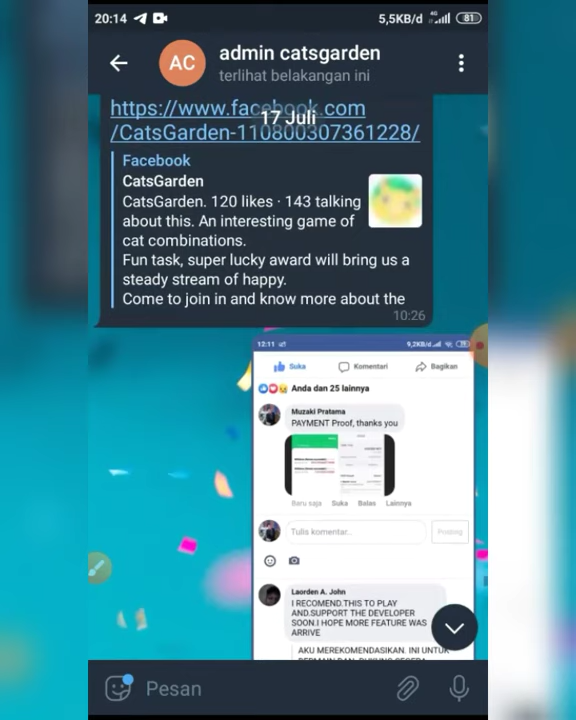 20:14
5,5KB/d 4G 81
AC
admin catsgarden
terlihat belakangan ini
https://www.facebook.com
17 Juli
/CatsGarden-110800307361228/
Facebook
CatsGarden
CatsGarden. 120 likes · 143 talking
about this. An interesting game of
cat combinations.
Fun task, super lucky award will bring us a
steady stream of happy.
Come to join in and know more about the
10:26
12:11
9,2KB/d
Suka Komentari Bagikan
Anda dan 25 lainnya
Muzaki Pratama
PAYMENT Proof, thanks you
Baru saja Suka Balas Lainnya
Tulis komentar... Posting
Laorden A. John
I RECOMEND.THIS TO PLAY
AND.SUPPORT THE DEVELOPER
SOON.I HOPE MORE FEATURE WAS
ARRIVE
AKU MEREKOMENDASIKAN. INI UNTUK
Pesan